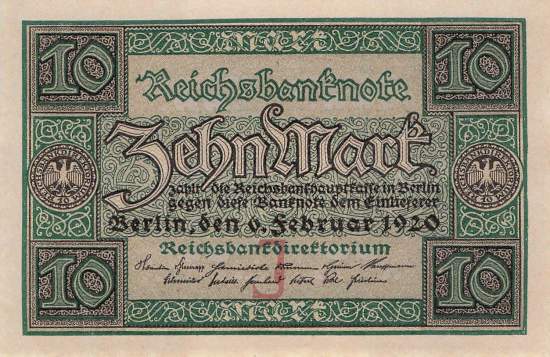 10 Mark 10
Reichsbanknote
Zehn Mark
zahlt die Reichsbankhauptkasse in Berlin
gegen diese Banknote dem Einlieferer
Berlin, den 6. Februar 1920
Reichsbankdirektorium
J
10 Mark 10